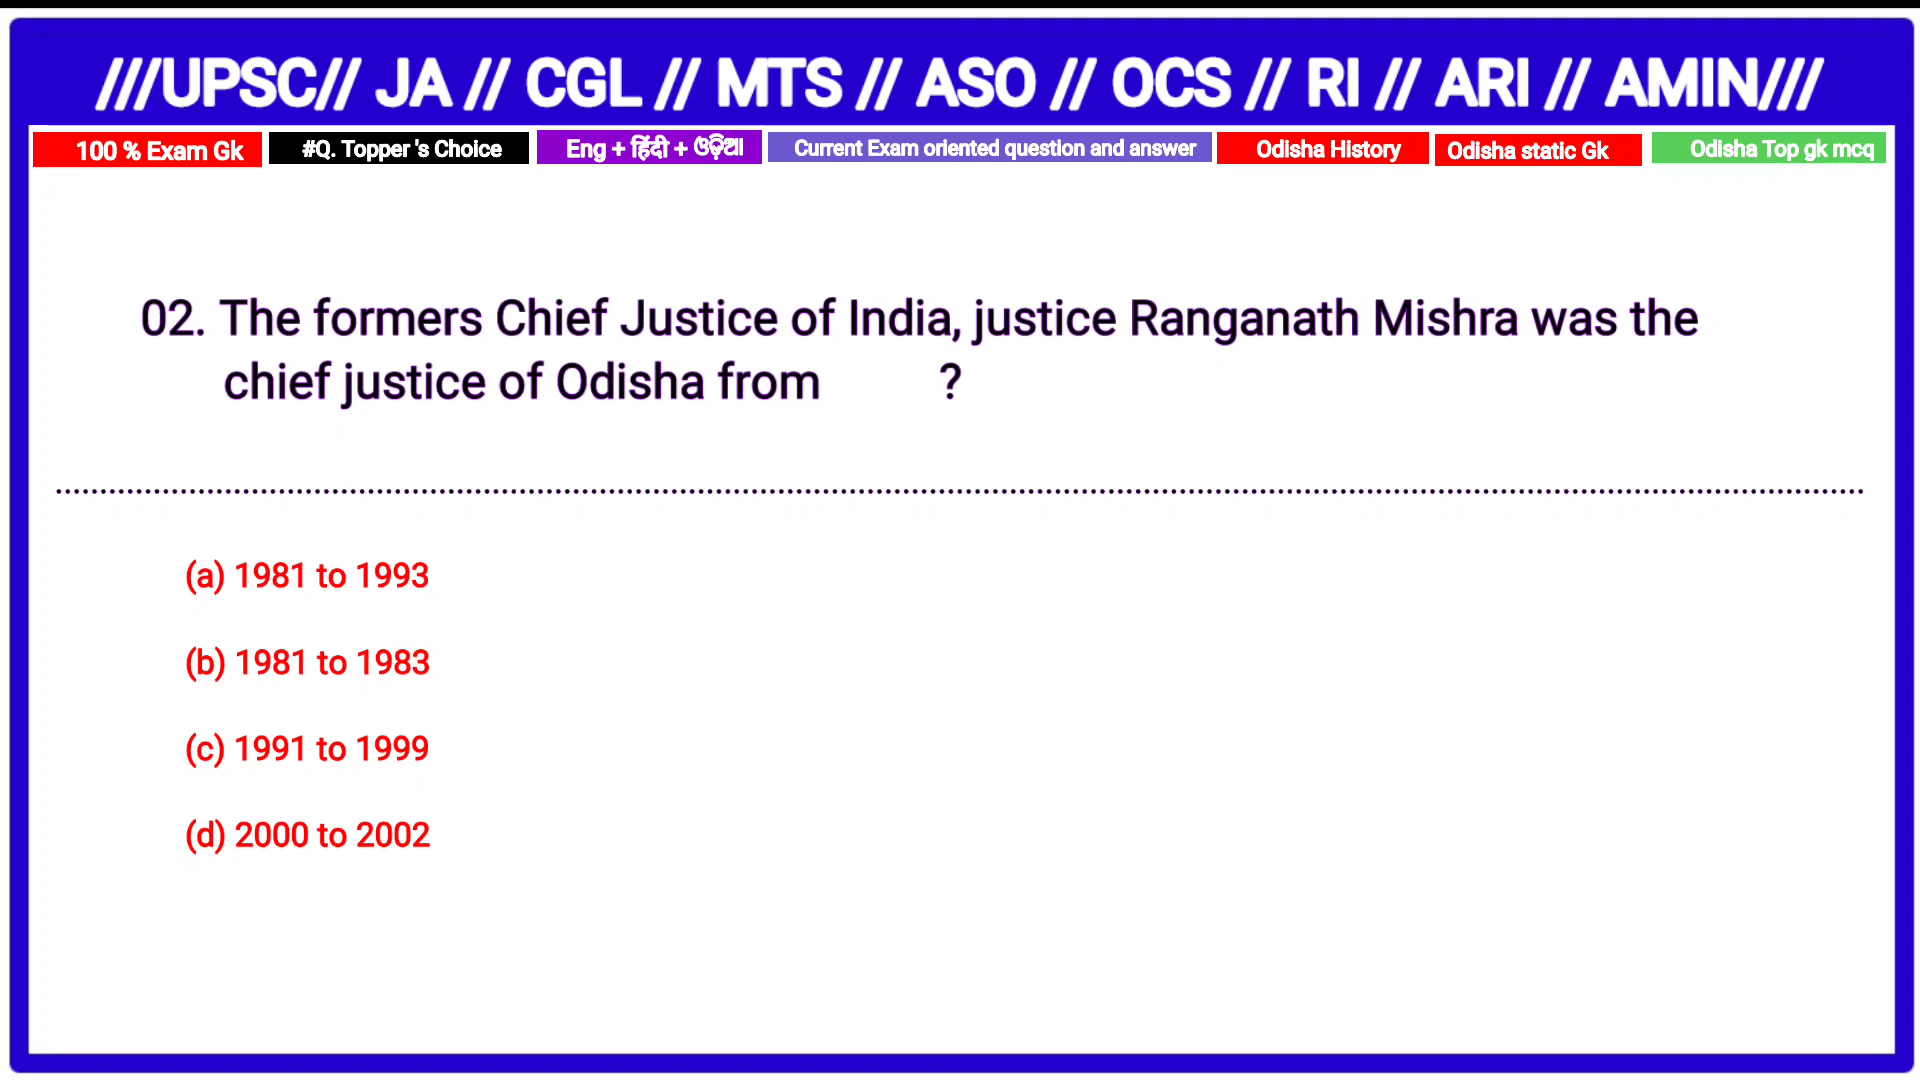 ///UPSC// JA // CGL // MTS // ASO // OCS // RI // ARI // AMIN///
100 % Exam Gk #Q. Topper 's Choice Eng + हिंदी + ଓଡ଼ିଆ Current Exam oriented question and answer Odisha History Odisha static Gk Odisha Top gk mcq
02. The formers Chief Justice of India, justice Ranganath Mishra was the
chief justice of Odisha from ?
(a) 1981 to 1993
(b) 1981 to 1983
(c) 1991 to 1999
(d) 2000 to 2002